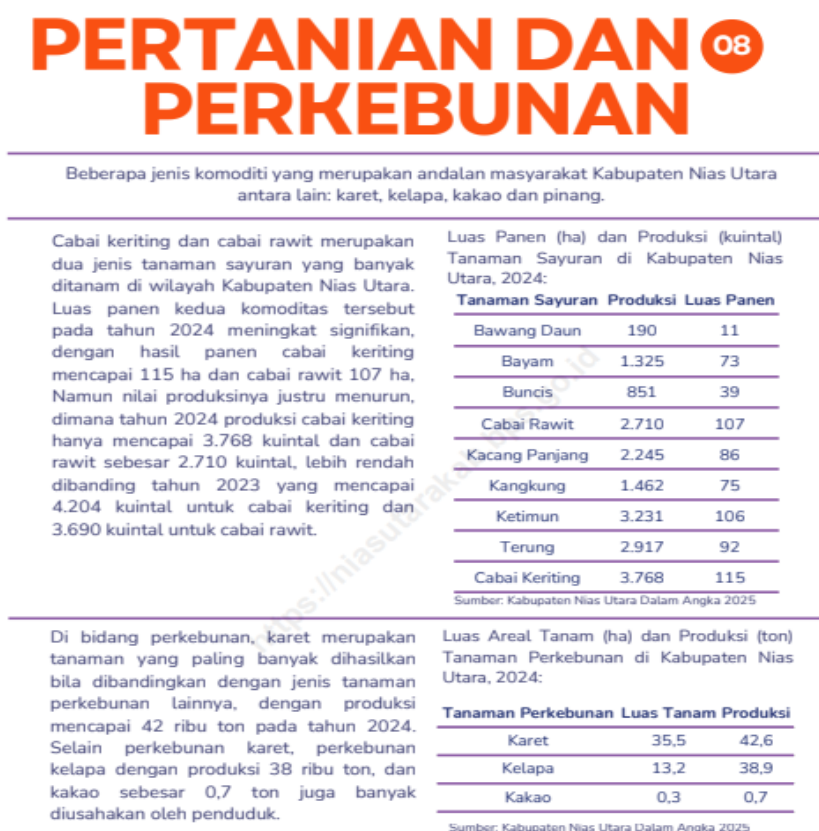 PERTANIAN DAN 08
PERKEBUNAN
Beberapa jenis komoditi yang merupakan andalan masyarakat Kabupaten Nias Utara
antara lain: karet, kelapa, kakao dan pinang.
Cabai keriting dan cabai rawit merupakan
dua jenis tanaman sayuran yang banyak
ditanam di wilayah Kabupaten Nias Utara.
Luas panen kedua komoditas tersebut
pada tahun 2024 meningkat signifikan,
dengan hasil panen cabai keriting
mencapai 115 ha dan cabai rawit 107 ha,
Namun nilai produksinya justru menurun,
dimana tahun 2024 produksi cabai keriting
hanya mencapai 3.768 kuintal dan cabai
rawit sebesar 2.710 kuintal, lebih rendah
dibanding tahun 2023 yang mencapai
4.204 kuintal untuk cabai keriting dan
3.690 kuintal untuk cabai rawit.
Luas Panen (ha) dan Produksi (kuintal)
Tanaman Sayuran di Kabupaten Nias
Utara, 2024:
Tanaman Sayuran Produksi Luas Panen
Bawang Daun 190 11
Bayam 1.325 73
Buncis 851 39
Cabai Rawit 2.710 107
Kacang Panjang 2.245 86
Kangkung 1.462 75
Ketimun 3.231 106
Terung 2.917 92
Cabai Keriting 3.768 115
Sumber: Kabupaten Nias Utara Dalam Angka 2025
Di bidang perkebunan, karet merupakan
tanaman yang paling banyak dihasilkan
bila dibandingkan dengan jenis tanaman
perkebunan lainnya, dengan produksi
mencapai 42 ribu ton pada tahun 2024.
Selain perkebunan karet, perkebunan
kelapa dengan produksi 38 ribu ton, dan
kakao sebesar 0,7 ton juga banyak
diusahakan oleh penduduk.
Luas Areal Tanam (ha) dan Produksi (ton)
Tanaman Perkebunan di Kabupaten Nias
Utara, 2024:
Tanaman Perkebunan Luas Tanam Produksi
Karet 35,5 42,6
Kelapa 13,2 38,9
Kakao 0,3 0,7
Sumber: Kabupaten Nias Utara Dalam Angka 2025
https://niasutarakab.bps.go.id